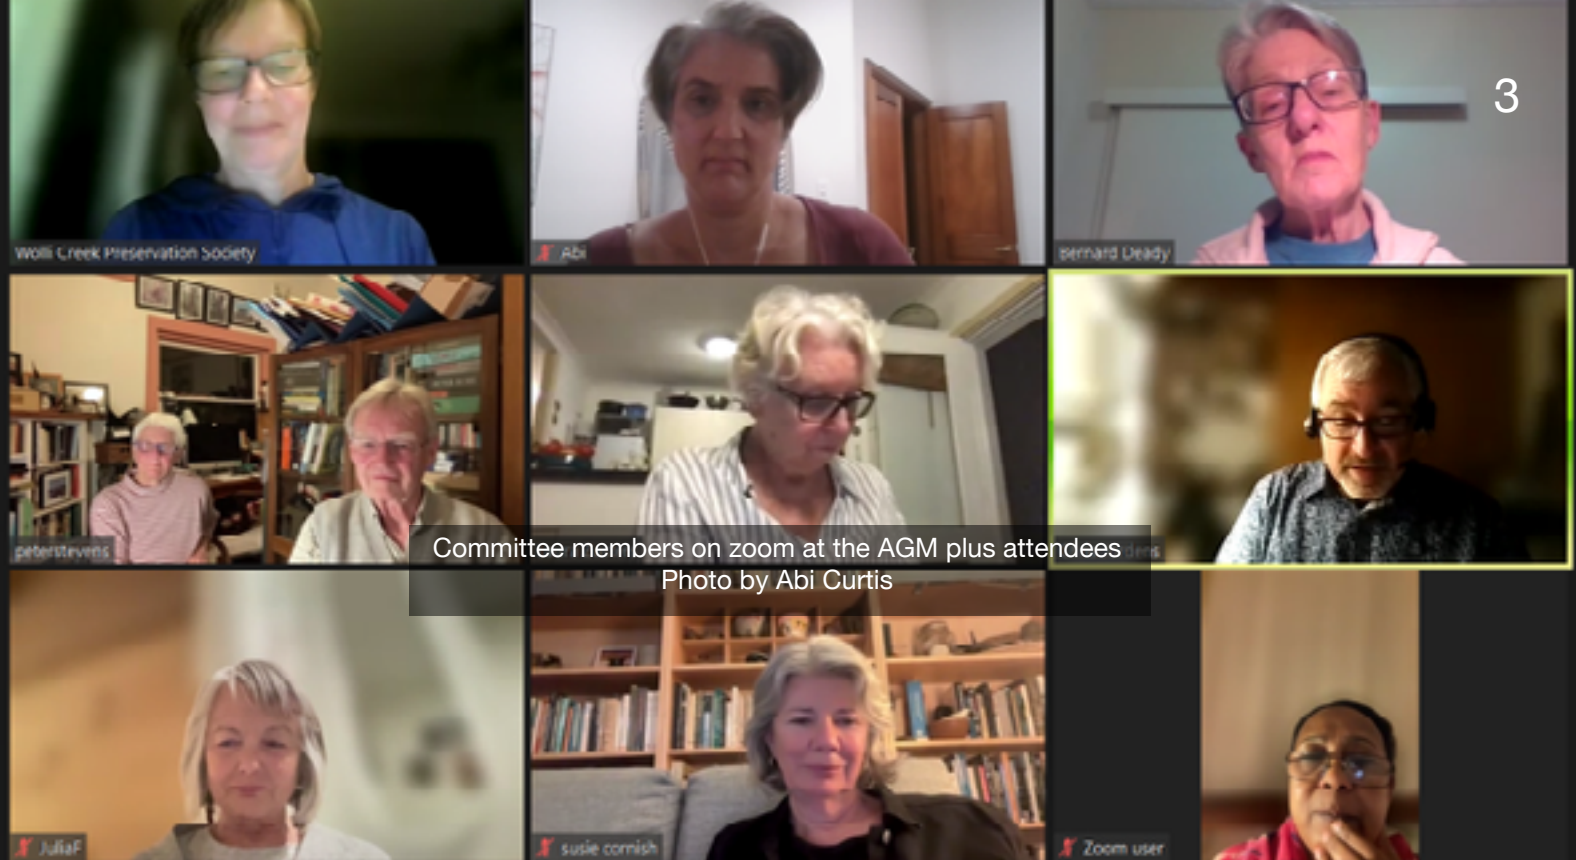 3
Wolli Creek Preservation Society
Abi
Bernard Deady
peterstevens
Committee members on zoom at the AGM plus attendees
Photo by Abi Curtis
JuliaF
susie cornish
Zoom user